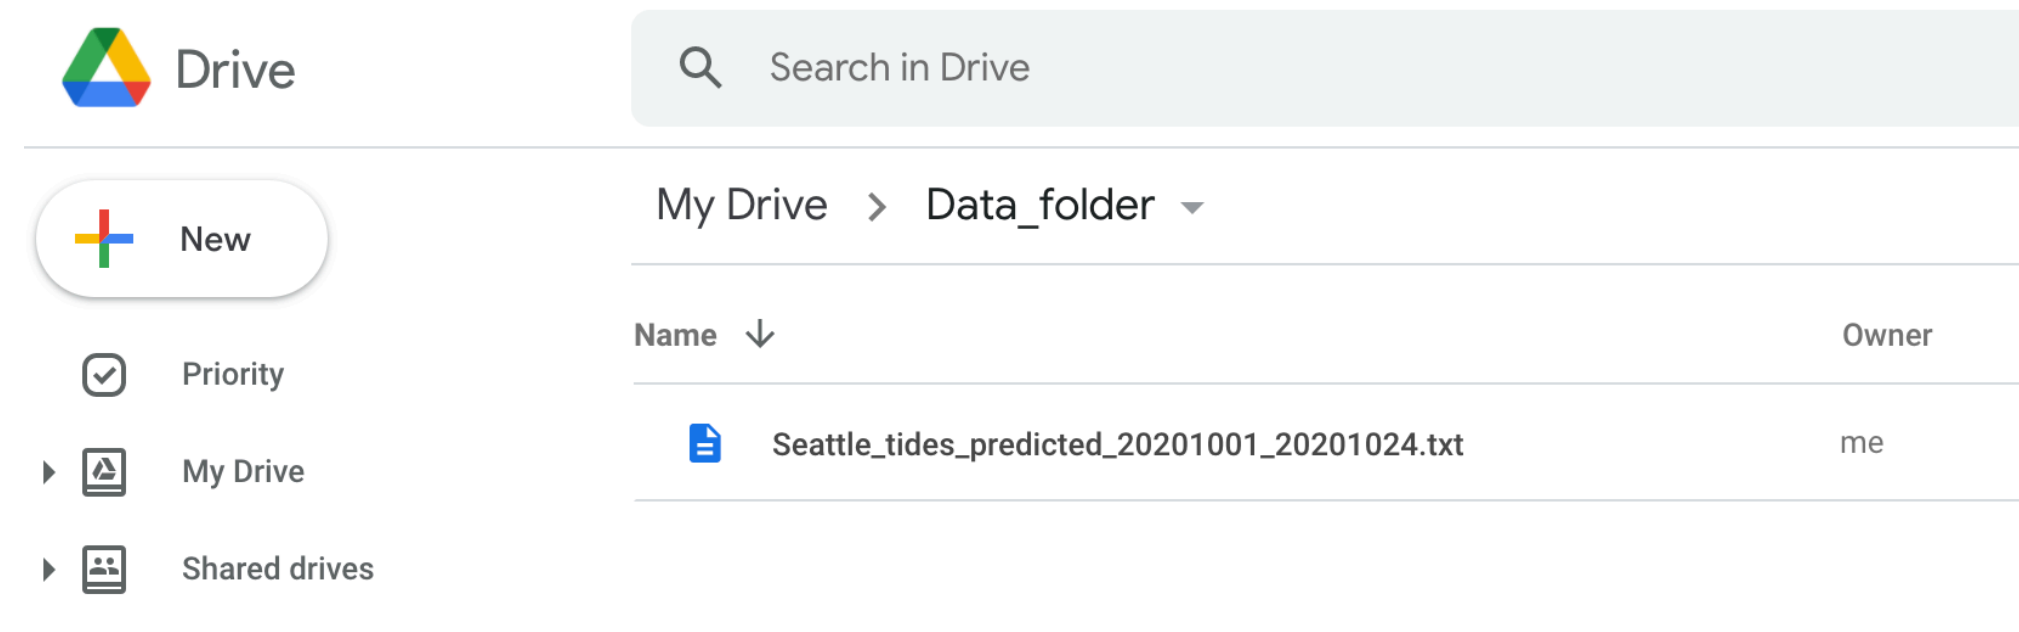 Drive
Search in Drive
New
My Drive > Data_folder
Name
Owner
Priority
Seattle_tides_predicted_20201001_20201024.txt
me
My Drive
Shared drives